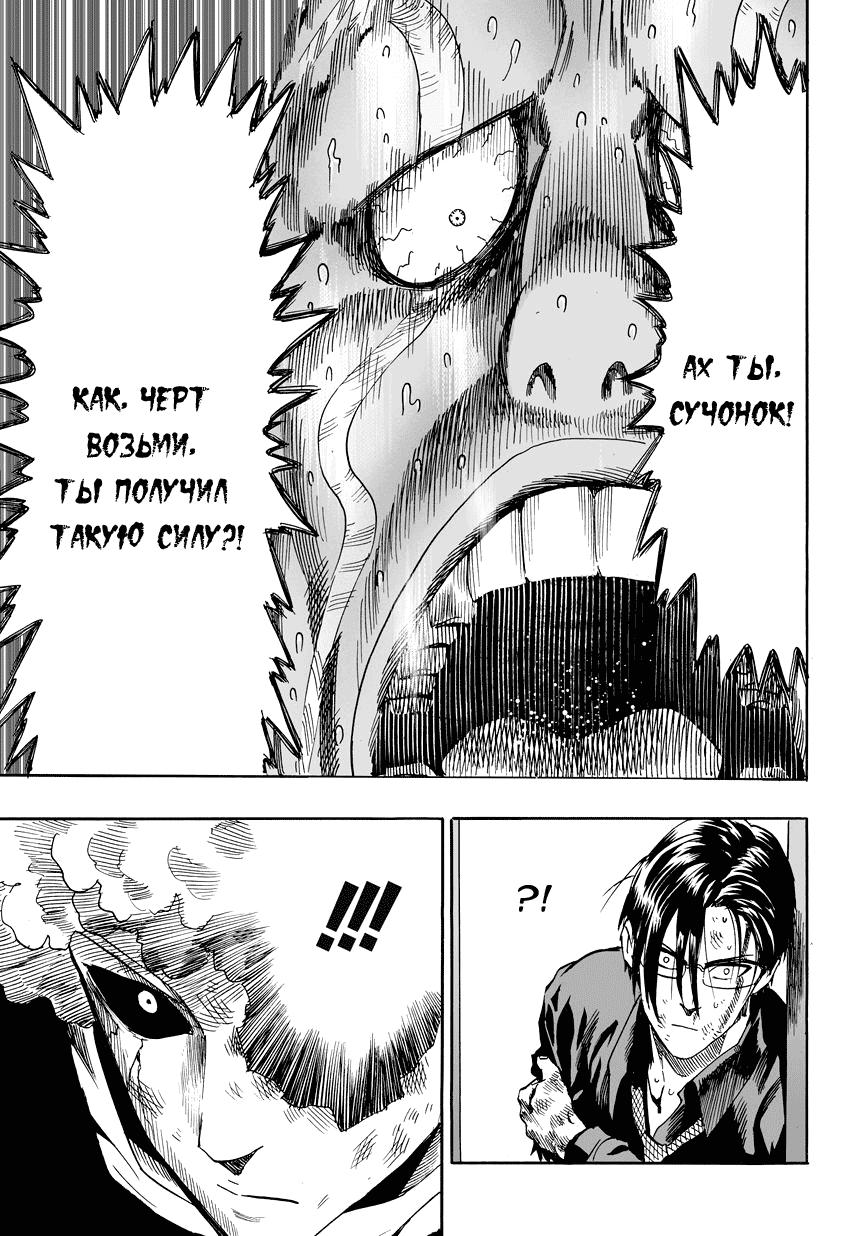 АХ ТЫ,
СУЧОНОК!
КАК, ЧЕРТ
ВОЗЬМИ,
ТЫ ПОЛУЧИЛ
ТАКУЮ СИЛУ?!
?!
!!!